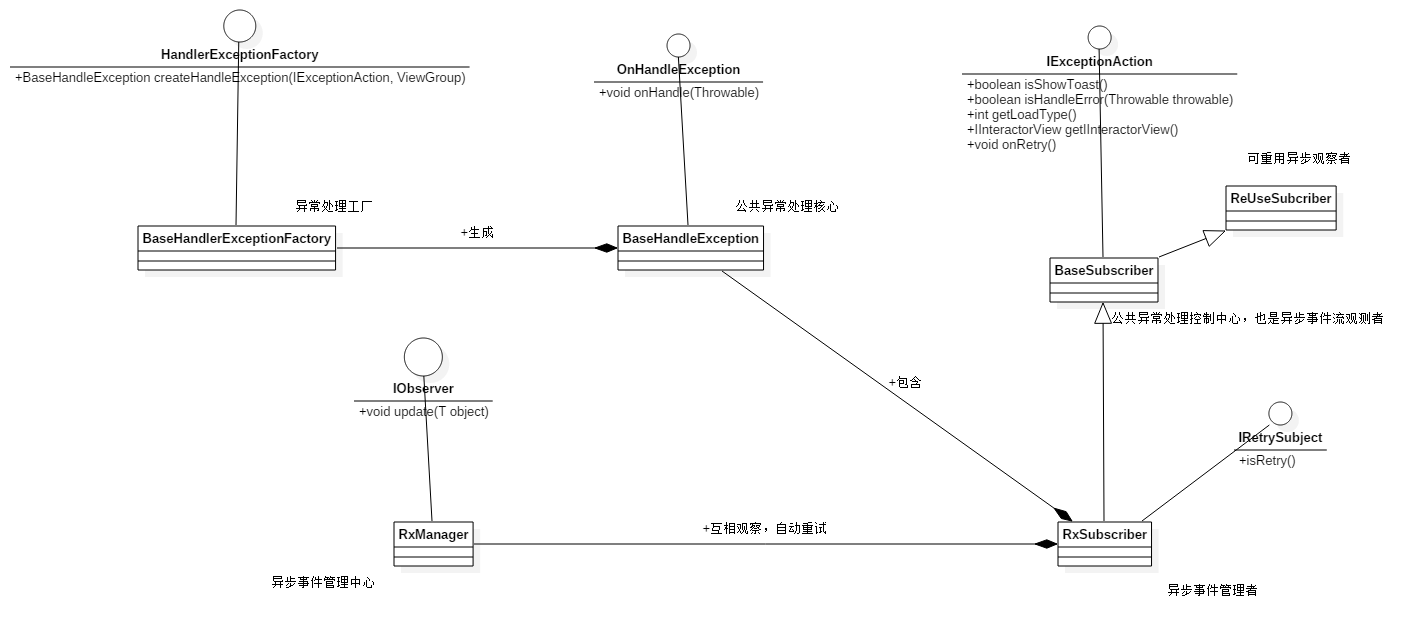 HandlerExceptionFactory
+BaseHandleException createHandleException(IExceptionAction, ViewGroup)
OnHandleException
+void onHandle(Throwable)
IExceptionAction
+boolean isShowToast()
+boolean isHandleError(Throwable throwable)
+int getLoadType()
+IInteractorView getIInteractorView()
+void onRetry()
可重用异步观察者
ReUseSubcriber
异常处理工厂
公共异常处理核心
BaseHandlerExceptionFactory
+生成
BaseHandleException
BaseSubscriber
公共异常处理控制中心，也是异步事件流观测者
IObserver
+void update(T object)
+包含
IRetrySubject
+isRetry()
RxManager
+互相观察，自动重试
RxSubscriber
异步事件管理中心
异步事件管理者